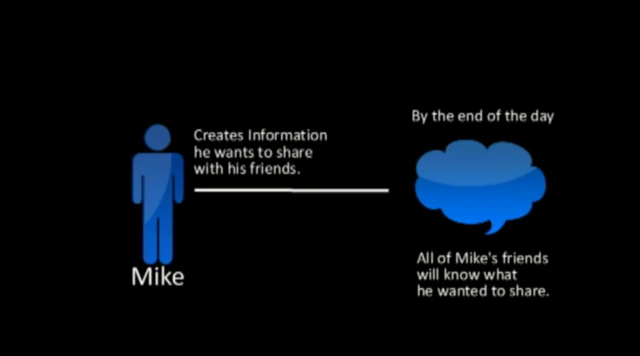 Creates Information
he wants to share
with his friends.
Mike
By the end of the day
All of Mike's friends
will know what
he wanted to share.